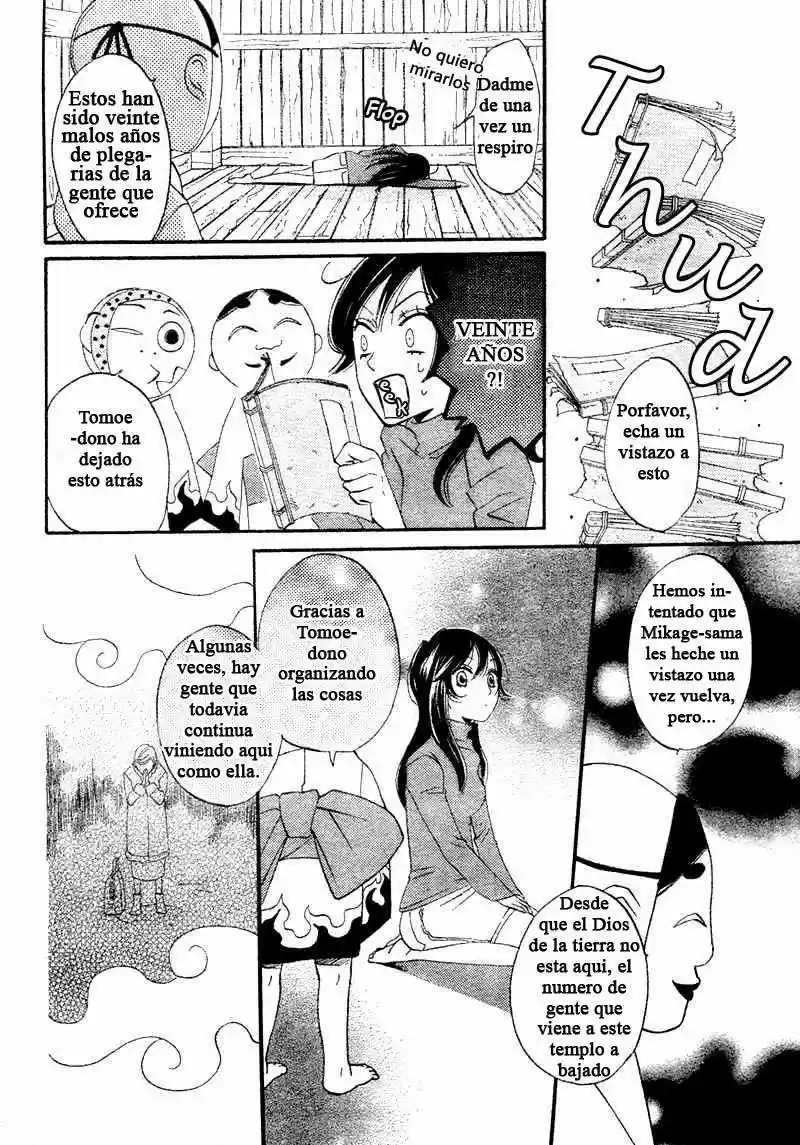 Thud
No quiero
mirarlos
Dadme
de una
vez un
respiro
Flop
Estos han
sido veinte
malos años
de plega-
rias de la
gente que
ofrece
Porfavor,
echa un
vistazo a
esto
VEINTE
AÑOS
?!
eek
Tomoe
-dono ha
dejado
esto atrás
Hemos in-
tentado que
Mikage-sama
les heche un
vistazo una
vez vuelva,
pero...
Desde
que el Dios
de la tierra no
esta aqui, el
numero de
gente que
viene a este
templo a
bajado
Gracias a
Tomoe-
dono
organizando
las cosas
Algunas
veces, hay
gente que
todavia
continua
viniendo aqui
como ella.